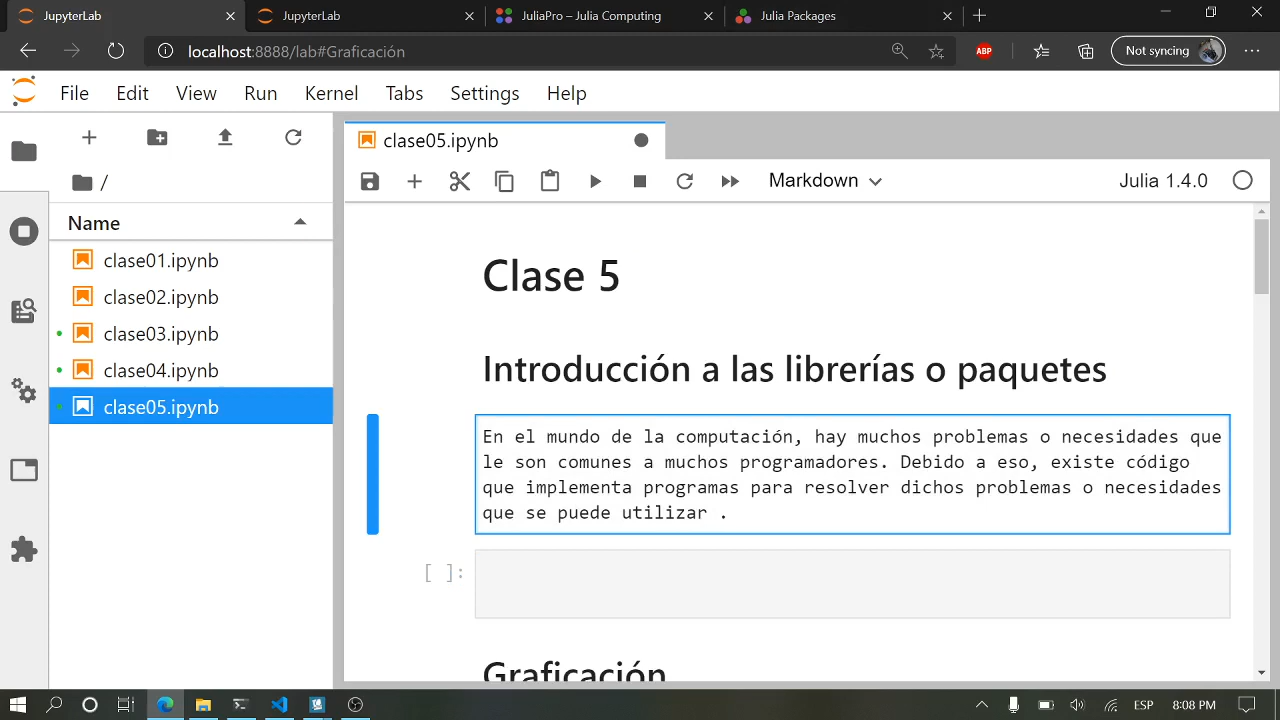 JupyterLab
JupyterLab
JuliaPro – Julia Computing
Julia Packages
localhost:8888/lab#Graficación
ABP
Not syncing
File Edit View Run Kernel Tabs Settings Help
clase05.ipynb
/
Markdown
Julia 1.4.0
Name
clase01.ipynb
clase02.ipynb
clase03.ipynb
clase04.ipynb
clase05.ipynb
Clase 5
Introducción a las librerías o paquetes
En el mundo de la computación, hay muchos problemas o necesidades que
le son comunes a muchos programadores. Debido a eso, existe código
que implementa programas para resolver dichos problemas o necesidades
que se puede utilizar .
[ ]:
Graficación
ESP
8:08 PM